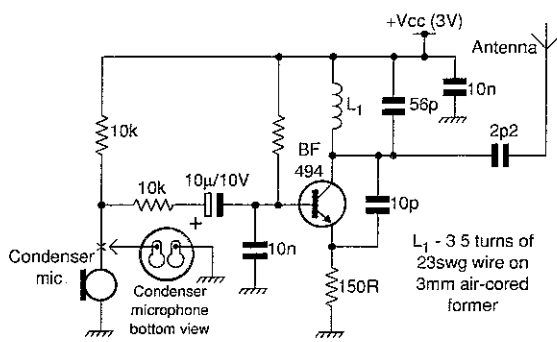 +Vcc (3V)
Antenna
10n
L1
56p
10k
2p2
BF
494
10k
10µ/10V
+
10p
10n
Condenser
mic.
Condenser
microphone
bottom view
150R
L1 - 3 5 turns of
23swg wire on
3mm air-cored
former